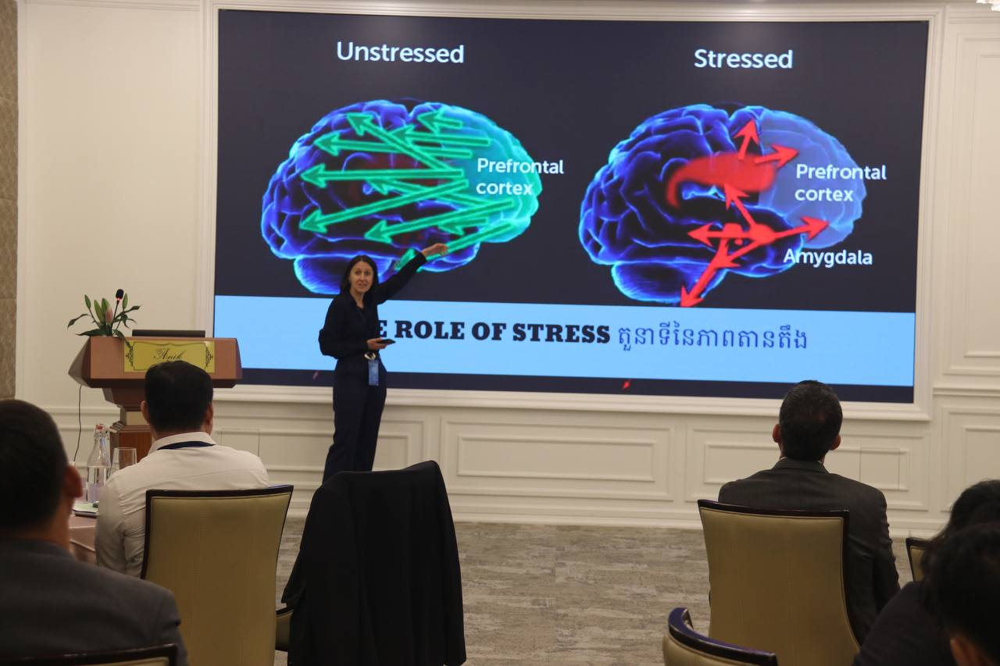 Unstressed
Stressed
Prefrontal
cortex
Prefrontal
cortex
Amygdala
ROLE OF STRESS តួនាទីនៃភាពតានតឹង
Anik